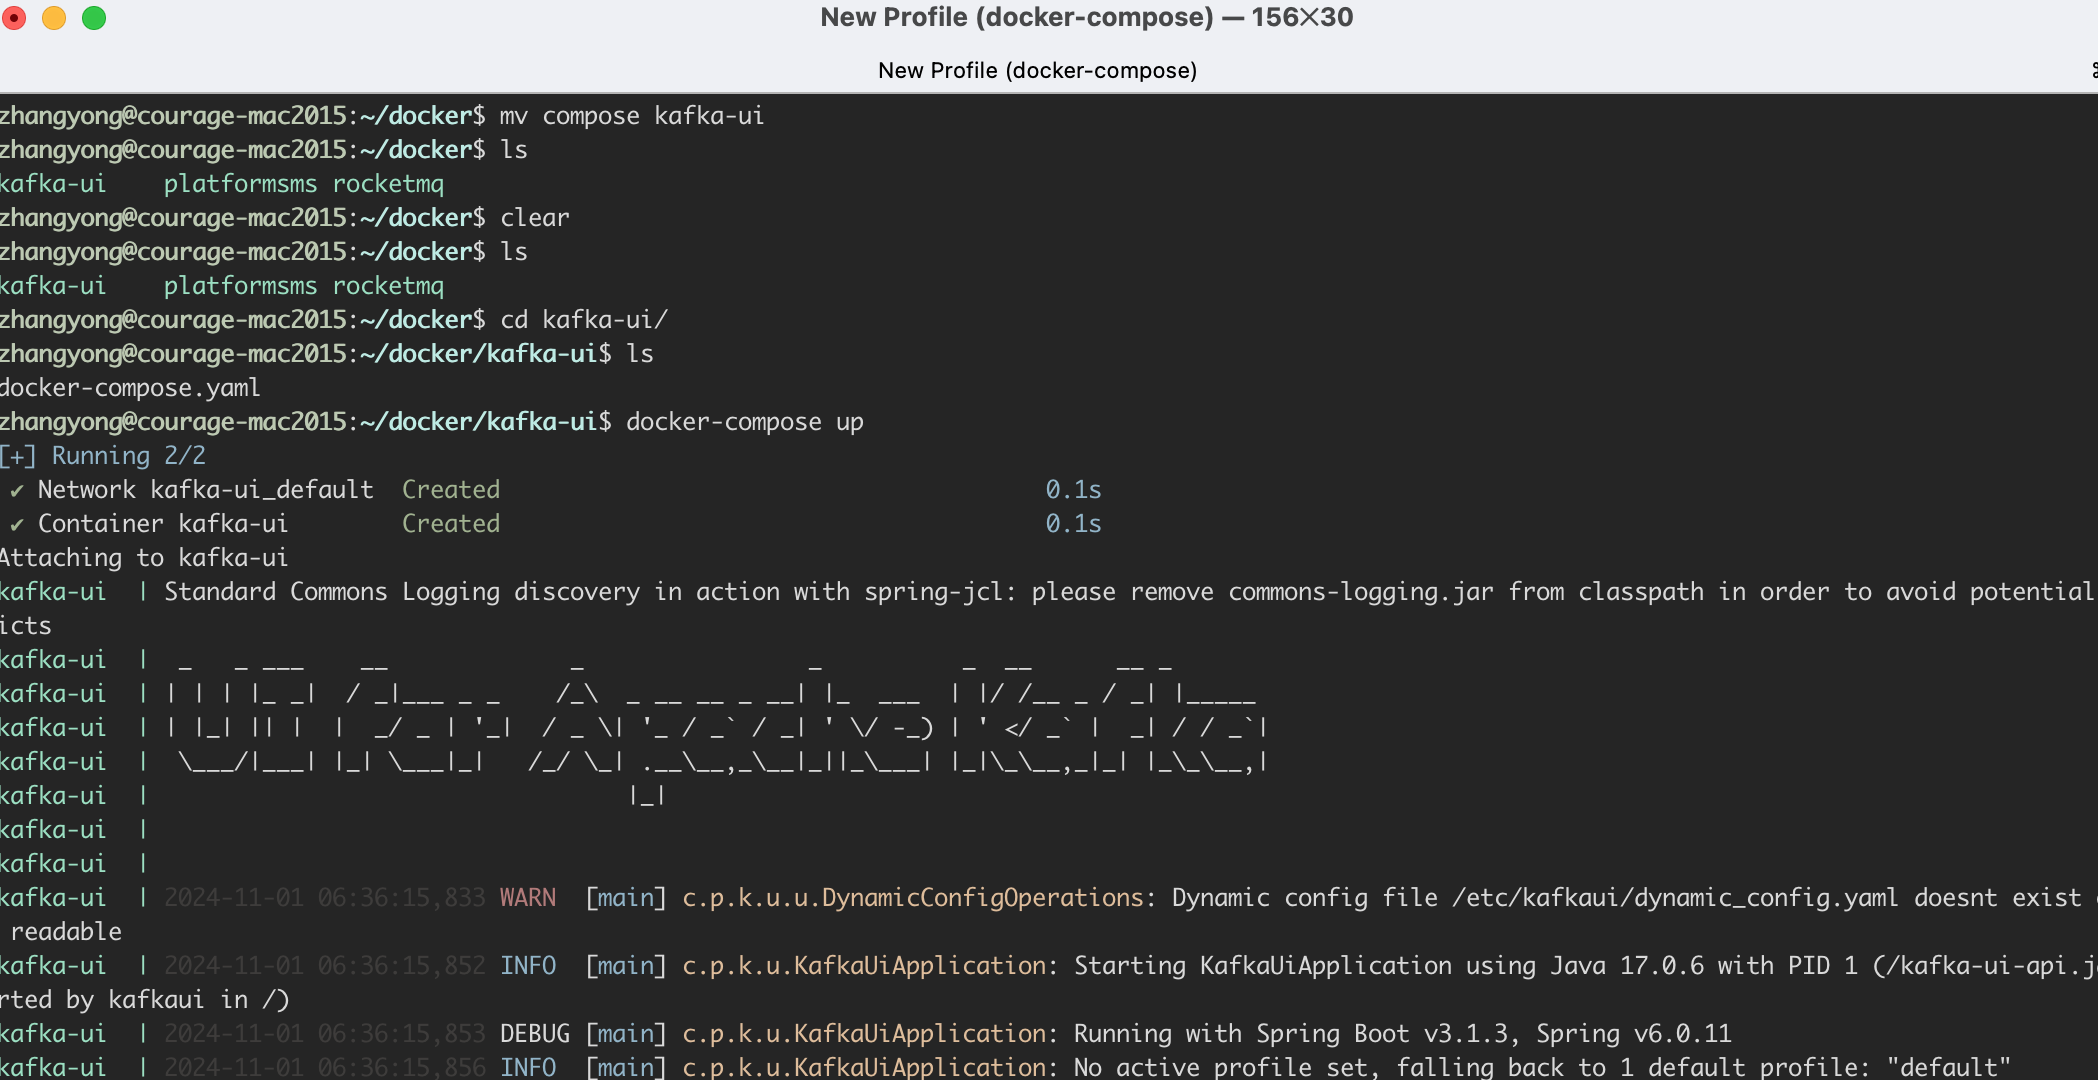 New Profile (docker-compose) — 156×30
New Profile (docker-compose)
zhangyong@courage-mac2015:~/docker$ mv compose kafka-ui
zhangyong@courage-mac2015:~/docker$ ls
kafka-ui    platformsms rocketmq
zhangyong@courage-mac2015:~/docker$ clear
zhangyong@courage-mac2015:~/docker$ ls
kafka-ui    platformsms rocketmq
zhangyong@courage-mac2015:~/docker$ cd kafka-ui/
zhangyong@courage-mac2015:~/docker/kafka-ui$ ls
docker-compose.yaml
zhangyong@courage-mac2015:~/docker/kafka-ui$ docker-compose up
[+] Running 2/2
 ✔ Network kafka-ui_default  Created                                       0.1s
 ✔ Container kafka-ui        Created                                       0.1s
Attaching to kafka-ui
kafka-ui  | Standard Commons Logging discovery in action with spring-jcl: please remove commons-logging.jar from classpath in order to avoid potential
icts
kafka-ui  |  _   _ ___    __             _                _          _  __      __ _
kafka-ui  | | | | |_ _|  / _|___ _ _    /_\  _ __ __ _ __| |_  ___  | |/ /__ _ / _| |_____
kafka-ui  | | |_| || |  |  _/ _ | '_|  / _ \| '_ / _` / _| ' \/ -_) | ' </ _` |  _| / / _`|
kafka-ui  |  \___/|___| |_| \___|_|   /_/ \_| .__\__,_\__|_||_\___| |_|\_\__,_|_| |_\_\__,|
kafka-ui  |                                  |_|
kafka-ui  |
kafka-ui  |
kafka-ui  | 2024-11-01 06:36:15,833 WARN  [main] c.p.k.u.u.DynamicConfigOperations: Dynamic config file /etc/kafkaui/dynamic_config.yaml doesnt exist
 readable
kafka-ui  | 2024-11-01 06:36:15,852 INFO  [main] c.p.k.u.KafkaUiApplication: Starting KafkaUiApplication using Java 17.0.6 with PID 1 (/kafka-ui-api.j
rted by kafkaui in /)
kafka-ui  | 2024-11-01 06:36:15,853 DEBUG [main] c.p.k.u.KafkaUiApplication: Running with Spring Boot v3.1.3, Spring v6.0.11
kafka-ui  | 2024-11-01 06:36:15,856 INFO  [main] c.p.k.u.KafkaUiApplication: No active profile set, falling back to 1 default profile: "default"